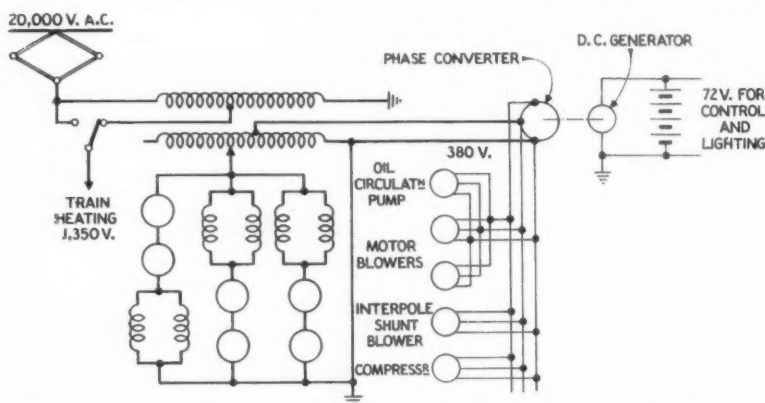 20,000 V. A.C.
PHASE CONVERTER
D. C. GENERATOR
72 V. FOR
CONTROL
AND
LIGHTING
380 V.
TRAIN
HEATING
1,350 V.
OIL
CIRCULATN
PUMP
MOTOR
BLOWERS
INTERPOLE
SHUNT
BLOWER
COMPRESSR